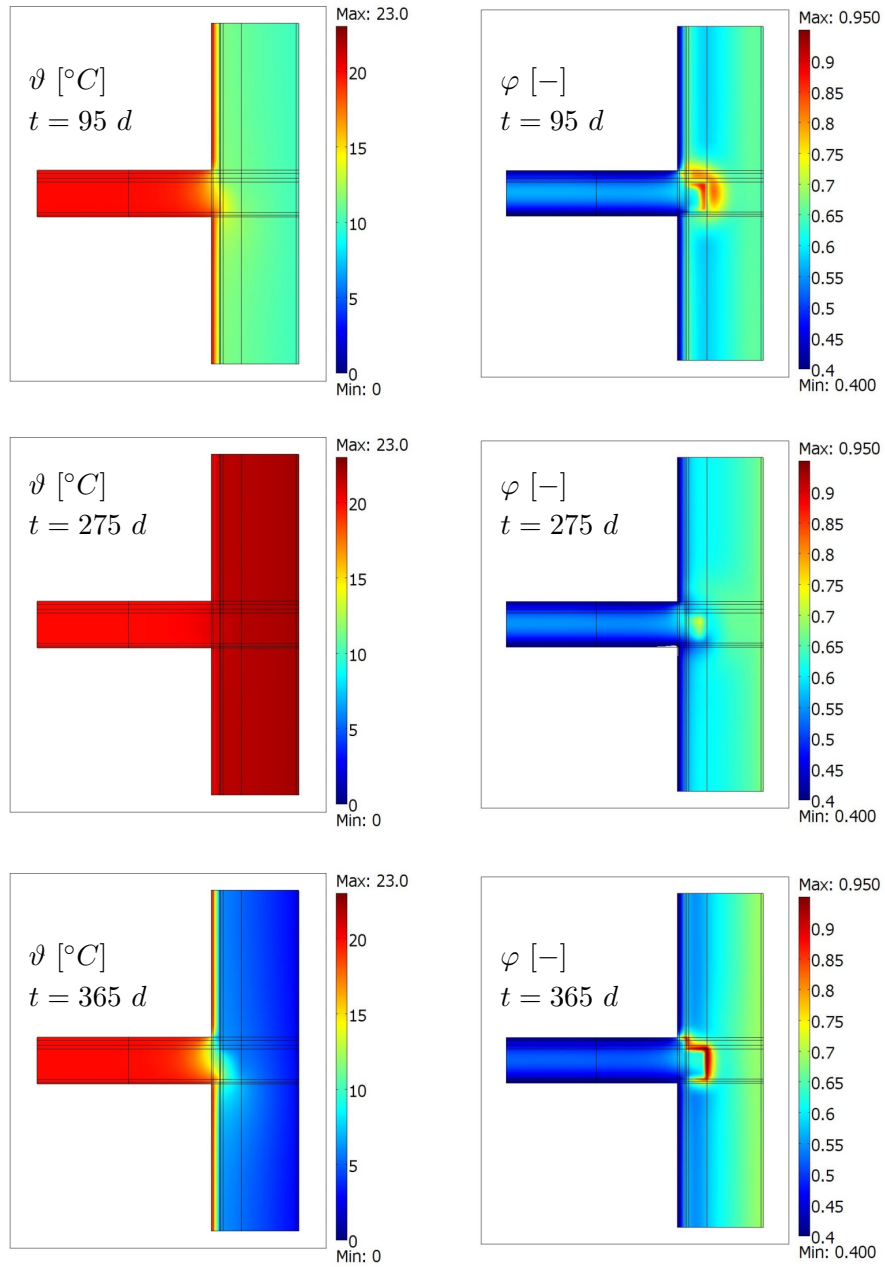 Max: 23.0
ϑ [°C]
t = 95 d
20
15
10
5
0
Min: 0
Max: 0.950
φ [−]
t = 95 d
0.9
0.85
0.8
0.75
0.7
0.65
0.6
0.55
0.5
0.45
0.4
Min: 0.400
Max: 23.0
ϑ [°C]
t = 275 d
20
15
10
5
0
Min: 0
Max: 0.950
φ [−]
t = 275 d
0.9
0.85
0.8
0.75
0.7
0.65
0.6
0.55
0.5
0.45
0.4
Min: 0.400
Max: 23.0
ϑ [°C]
t = 365 d
20
15
10
5
0
Min: 0
Max: 0.950
φ [−]
t = 365 d
0.9
0.85
0.8
0.75
0.7
0.65
0.6
0.55
0.5
0.45
0.4
Min: 0.400